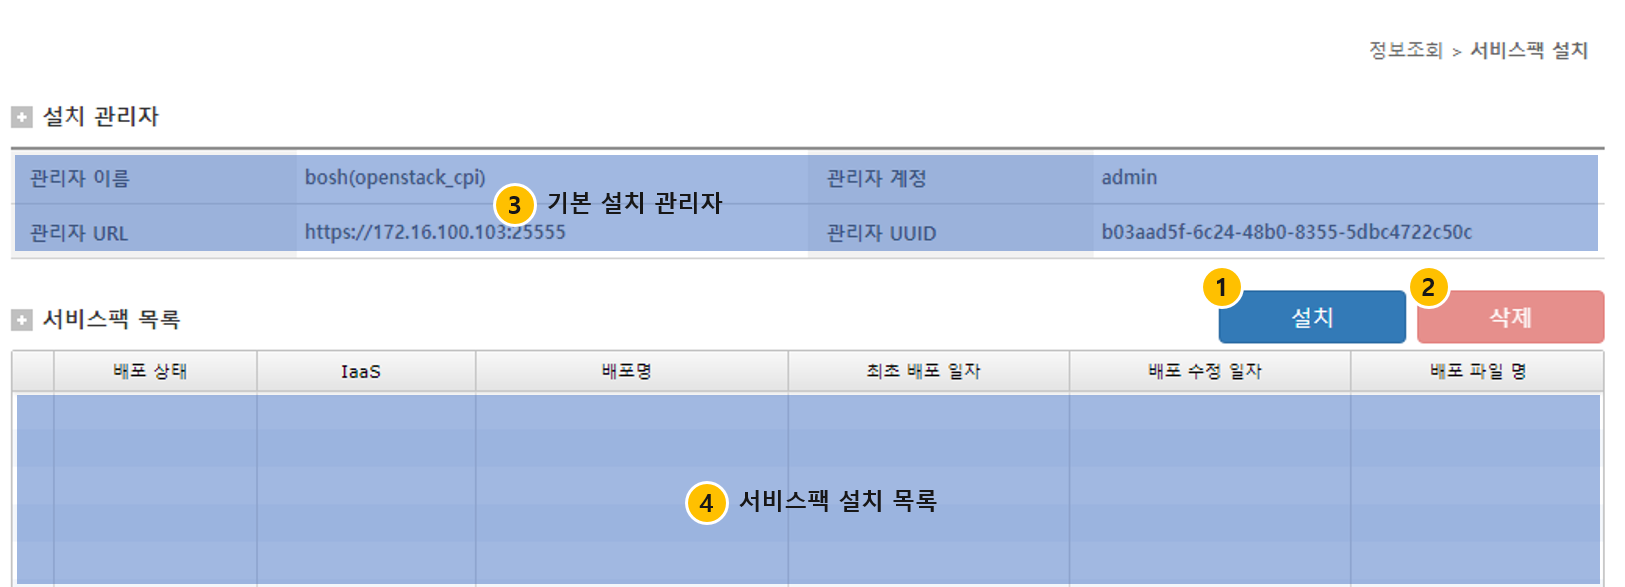 정보조회 > 서비스팩 설치
설치 관리자
관리자 이름 bosh(openstack_cpi) 관리자 계정 admin
3 기본 설치 관리자
관리자 URL https://172.16.100.103:25555 관리자 UUID b03aad5f-6c24-48b0-8355-5dbc4722c50c
서비스팩 목록 1 설치 2 삭제
배포 상태 IaaS 배포명 최초 배포 일자 배포 수정 일자 배포 파일 명
4 서비스팩 설치 목록